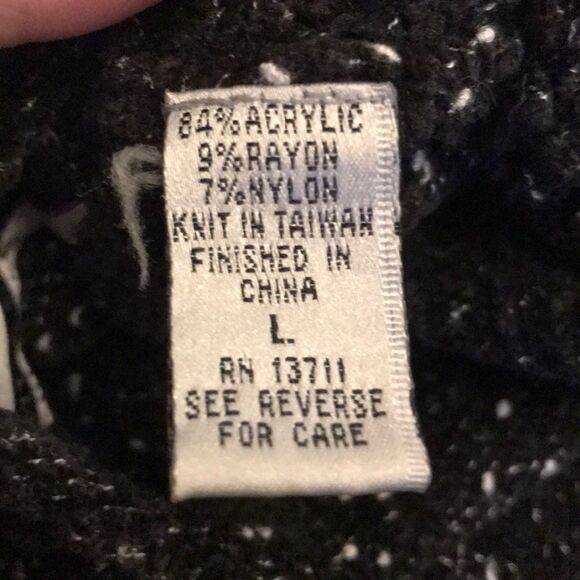 84% ACRYLIC
9% RAYON
7% NYLON
KNIT IN TAIWAN
FINISHED IN
CHINA
L
RN 13711
SEE REVERSE
FOR CARE